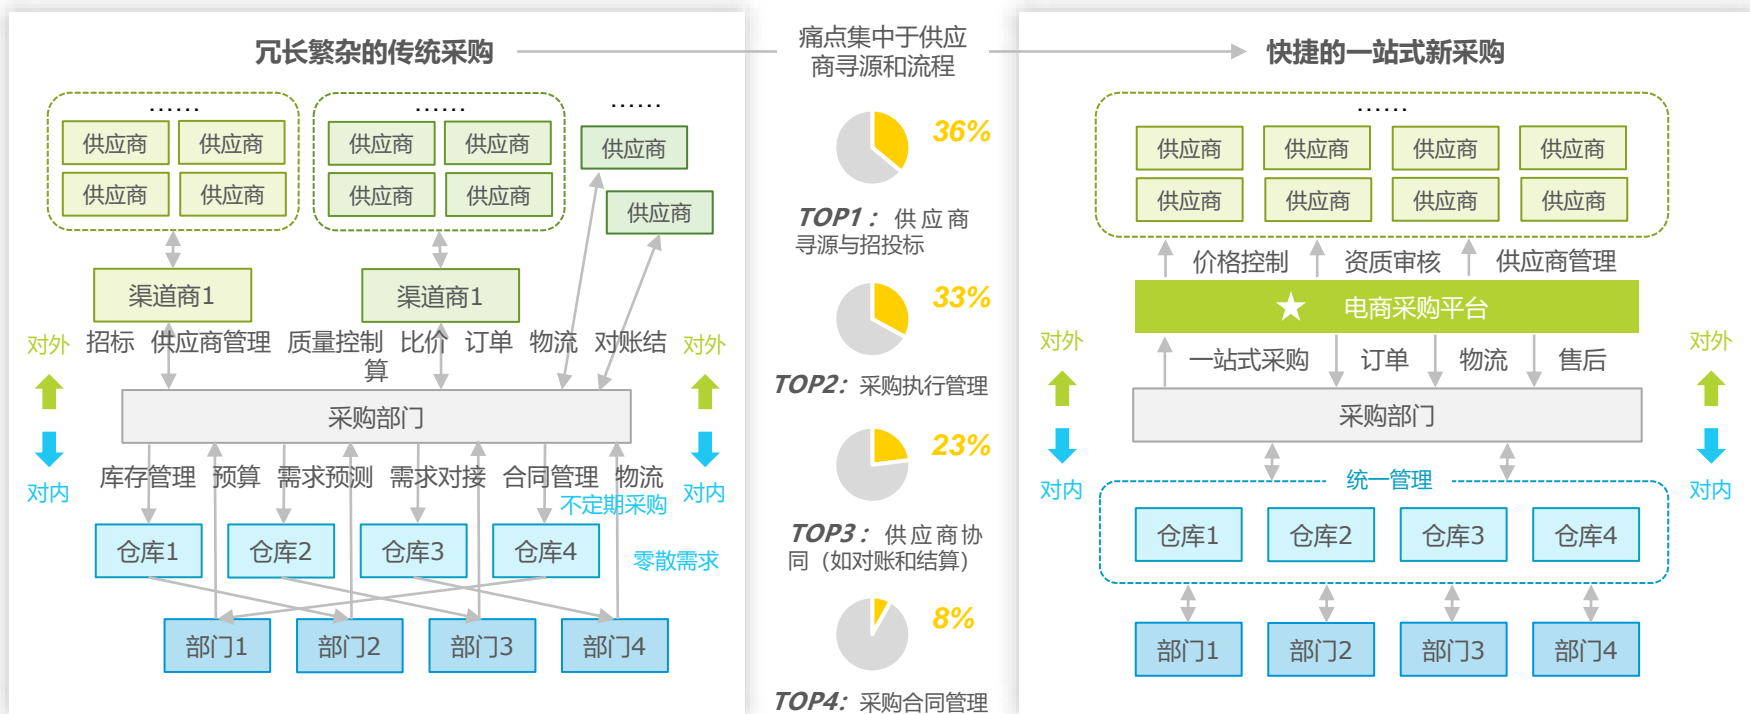 冗长繁杂的传统采购
……
……
……
供应商 供应商
供应商 供应商
供应商 供应商
供应商 供应商
供应商
供应商
渠道商1
渠道商1
对外
招标 供应商管理 质量控制 比价 订单 物流 对账结
算
对外
采购部门
对内
库存管理 预算 需求预测 需求对接 合同管理 物流
对内
不定期采购
仓库1
仓库2
仓库3
仓库4
零散需求
部门1
部门2
部门3
部门4
痛点集中于供应
商寻源和流程
36%
TOP1：供应商
寻源与招投标
33%
TOP2：采购执行管理
23%
TOP3：供应商协
同（如对账和结算）
8%
TOP4：采购合同管理
快捷的一站式新采购
……
供应商 供应商 供应商 供应商
供应商 供应商 供应商 供应商
价格控制 资质审核 供应商管理
电商采购平台
对外
一站式采购 订单 物流 售后
对外
采购部门
对内
统一管理
对内
仓库1
仓库2
仓库3
仓库4
部门1
部门2
部门3
部门4